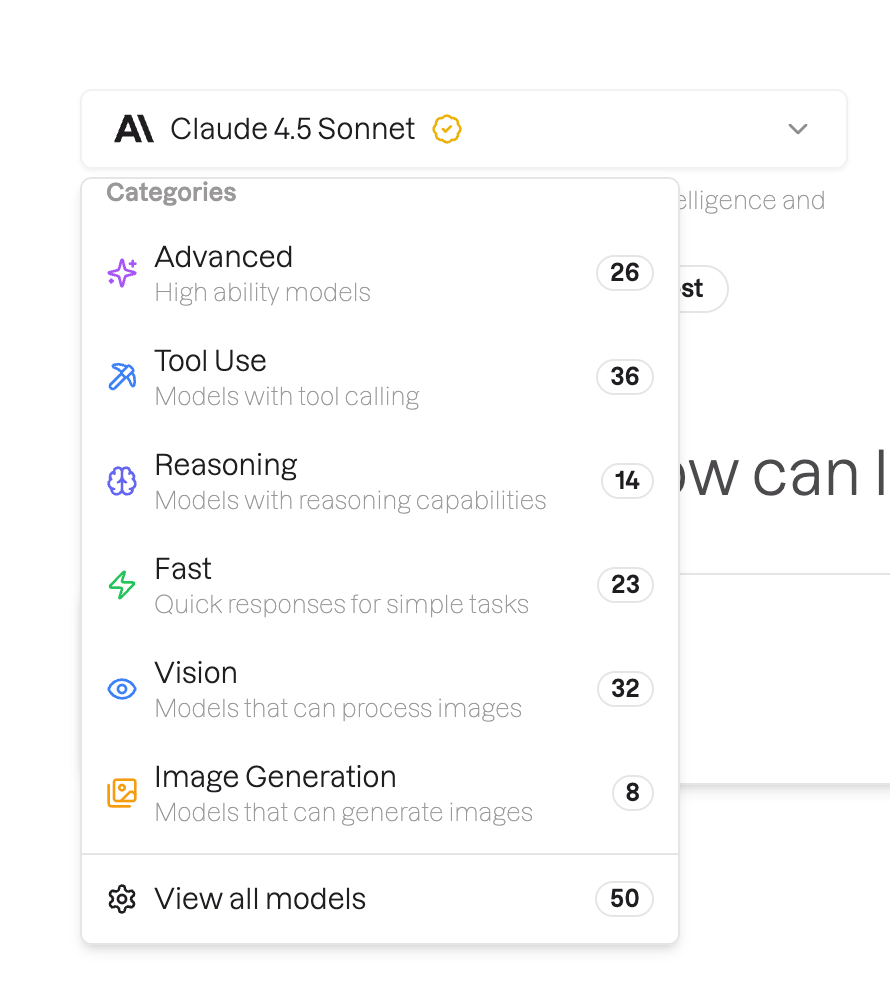 Claude 4.5 Sonnet
Categories
elligence and
Advanced
High ability models
26
st
Tool Use
Models with tool calling
36
Reasoning
Models with reasoning capabilities
14
ow can I
Fast
Quick responses for simple tasks
23
Vision
Models that can process images
32
Image Generation
Models that can generate images
8
View all models
50